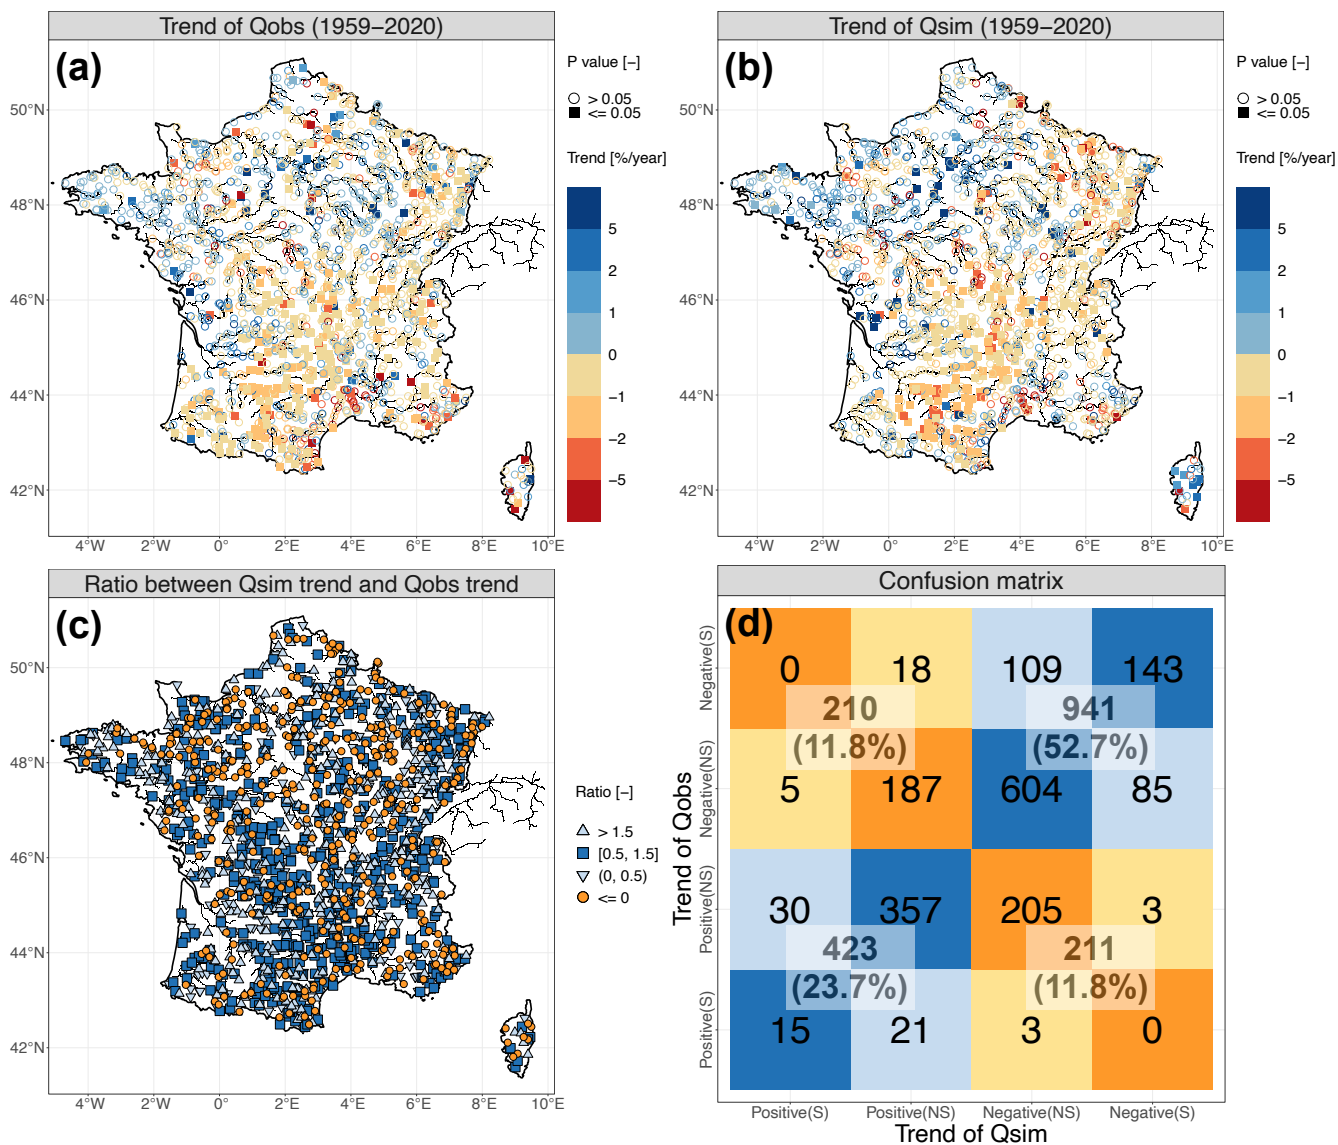 Trend of Qobs (1959−2020)
(a)
50°N
48°N
46°N
44°N
42°N
4°W 2°W 0° 2°E 4°E 6°E 8°E 10°E
P value [−]
> 0.05
<= 0.05
Trend [%/year]
5
2
1
0
−1
−2
−5
Trend of Qsim (1959−2020)
(b)
50°N
48°N
46°N
44°N
42°N
4°W 2°W 0° 2°E 4°E 6°E 8°E 10°E
P value [−]
> 0.05
<= 0.05
Trend [%/year]
5
2
1
0
−1
−2
−5
Ratio between Qsim trend and Qobs trend
(c)
50°N
48°N
46°N
44°N
42°N
4°W 2°W 0° 2°E 4°E 6°E 8°E 10°E
Ratio [−]
> 1.5
[0.5, 1.5]
(0, 0.5)
<= 0
Confusion matrix
(d)
Trend of Qobs
Negative(S)
Negative(NS)
Positive(NS)
Positive(S)
0 18 109 143
210 941
(11.8%) (52.7%)
5 187 604 85
30 357 205 3
423 211
(23.7%) (11.8%)
15 21 3 0
Positive(S) Positive(NS) Negative(NS) Negative(S)
Trend of Qsim